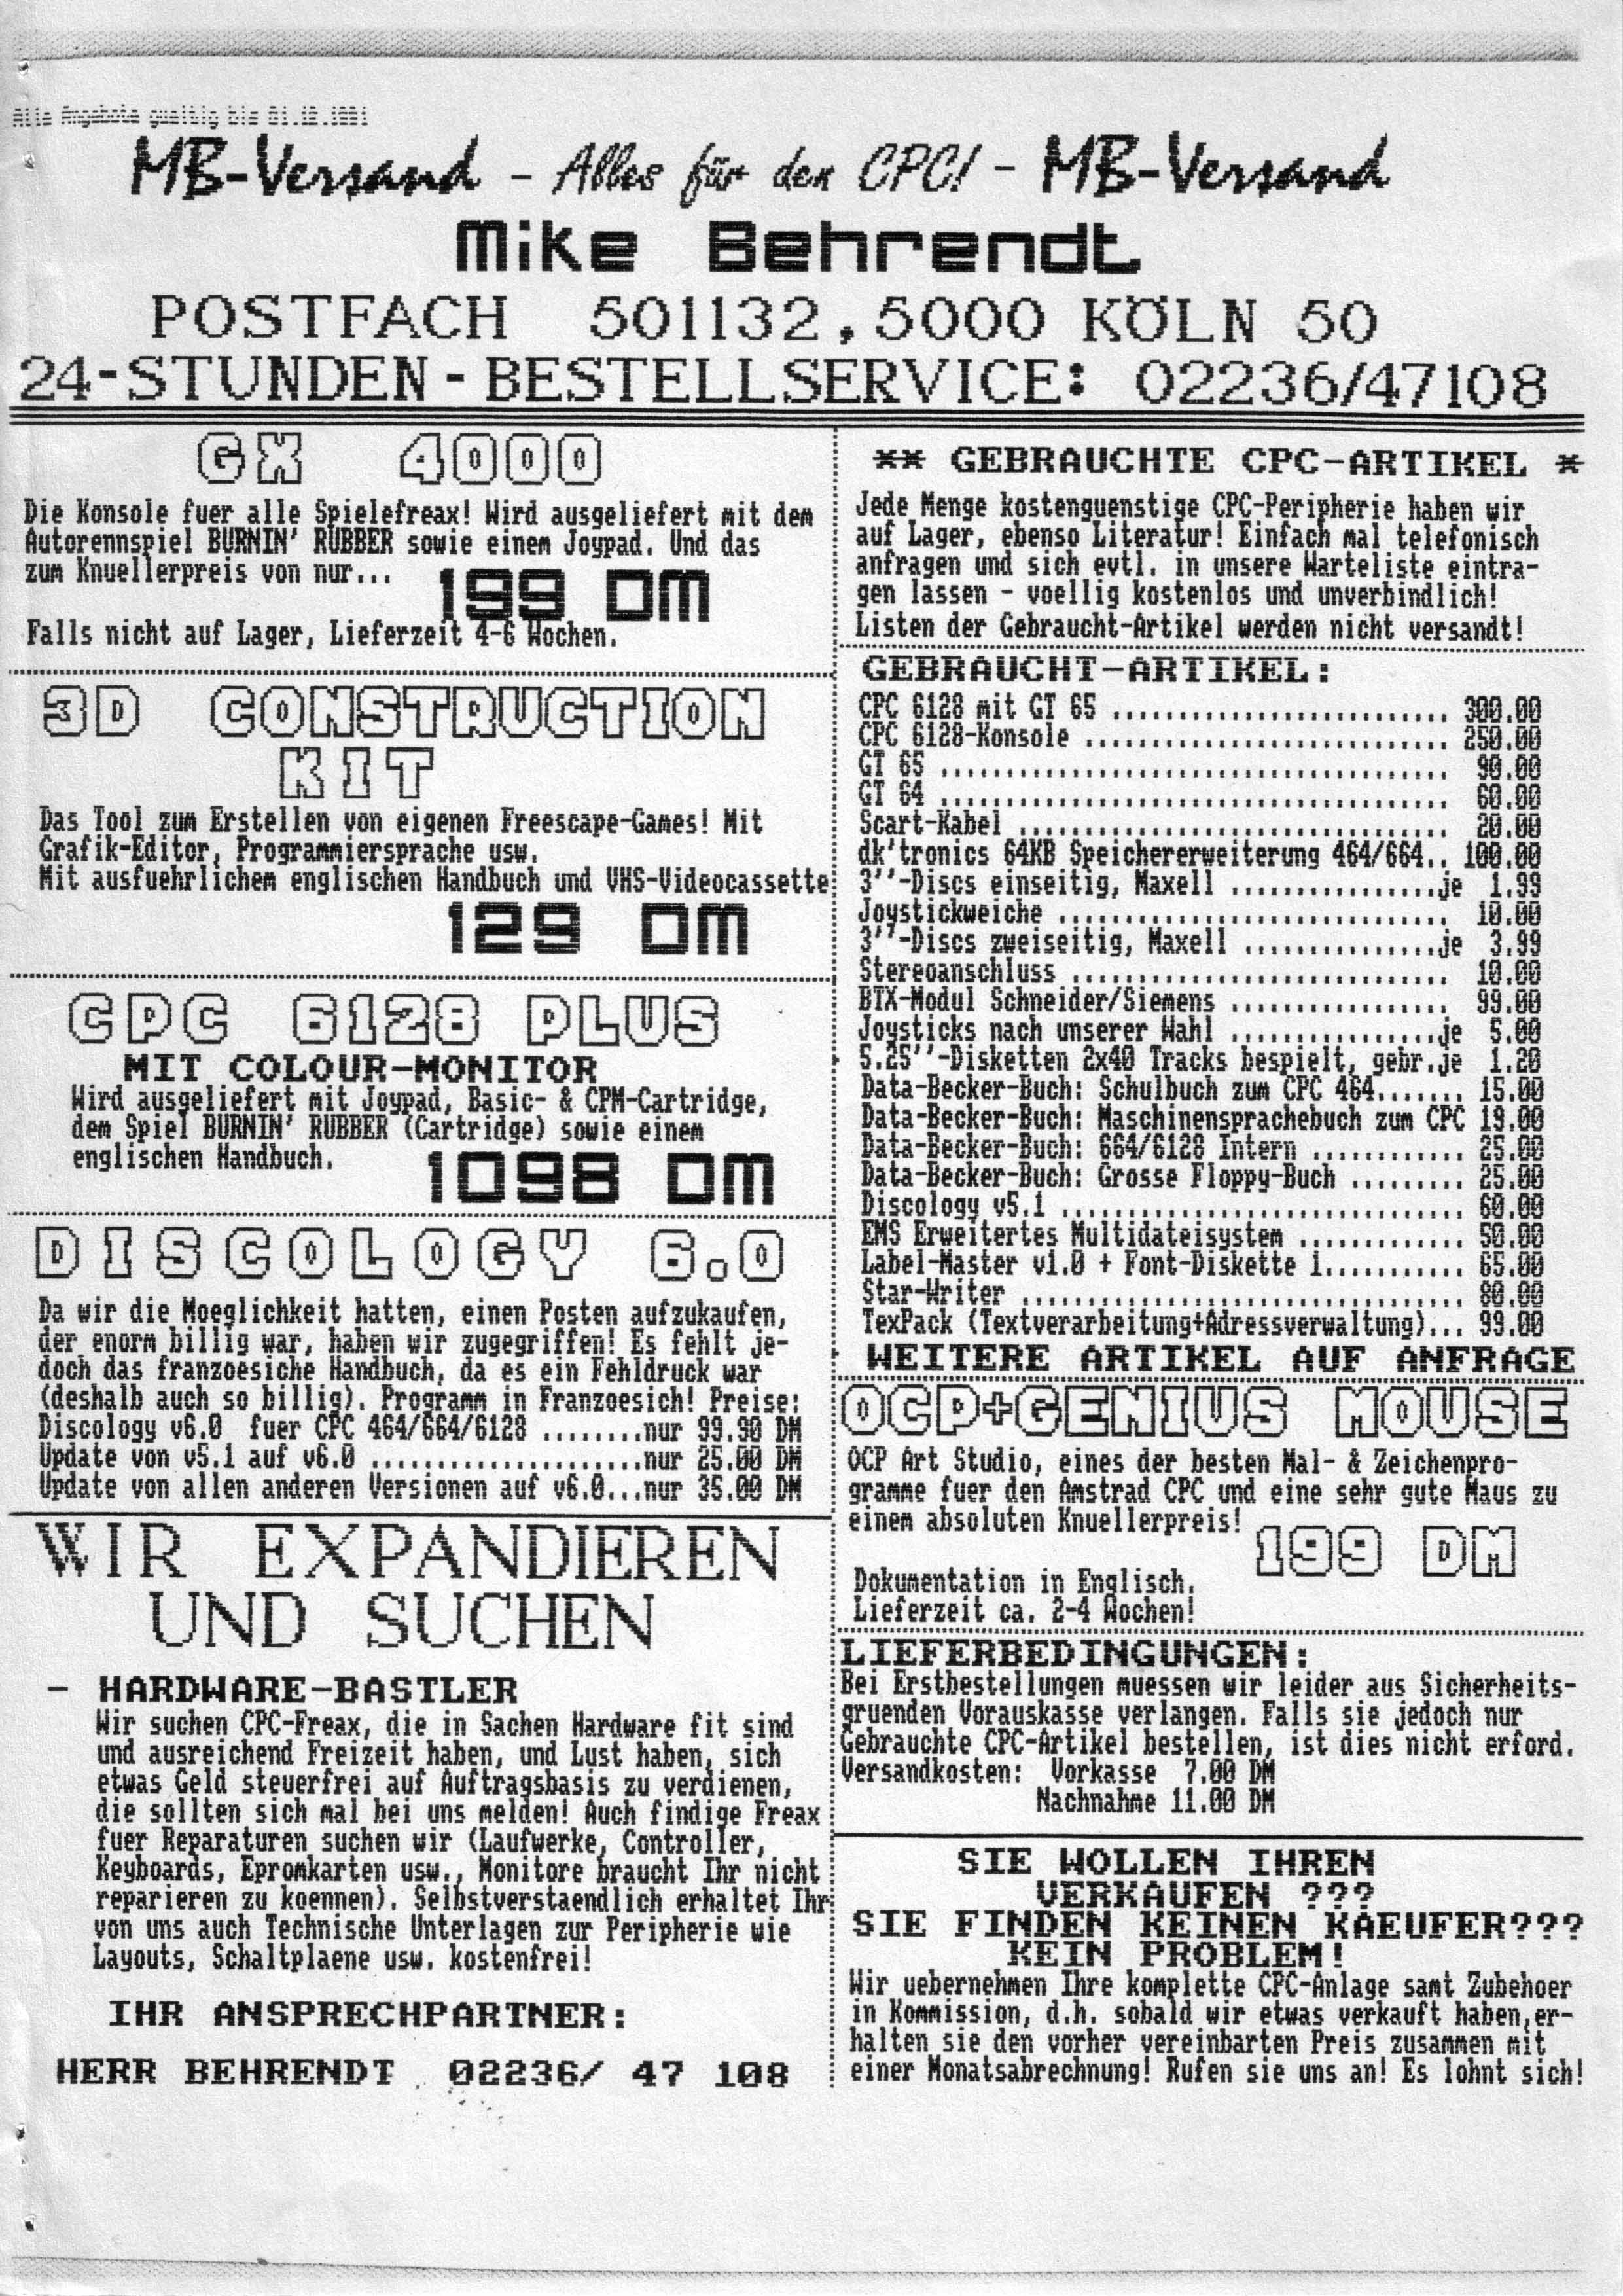 Alle Angebote gueltig bis 01.12.1991
MB-Versand - Alles für den CPC! - MB-Versand
Mike Behrendt
POSTFACH 501132, 5000 KÖLN 50
24-STUNDEN-BESTELLSERVICE: 02236/47108
GX 4000
Die Konsole fuer alle Spielefreax! Wird ausgeliefert mit dem
Autorennspiel BURNIN' RUBBER sowie einem Joypad. Und das
zum Knuellerpreis von nur...
199 DM
Falls nicht auf Lager, Lieferzeit 4-6 Wochen.
3D CONSTRUCTION
KIT
Das Tool zum Erstellen von eigenen Freescape-Games! Mit
Grafik-Editor, Programmiersprache usw.
Mit ausfuehrlichem englischen Handbuch und VHS-Videocassette
129 DM
CPC 6128 PLUS
MIT COLOUR-MONITOR
Wird ausgeliefert mit Joypad, Basic- & CPM-Cartridge,
dem Spiel BURNIN' RUBBER (Cartridge) sowie einem
englischen Handbuch.
1098 DM
DISCOLOGY 6.0
Da wir die Moeglichkeit hatten, einen Posten aufzukaufen,
der enorm billig war, haben wir zugegriffen! Es fehlt je-
doch das franzoesiche Handbuch, da es ein Fehldruck war
(deshalb auch so billig). Programm in Franzoesich! Preise:
Discology v6.0 fuer CPC 464/664/6128 ........nur 99.90 DM
Update von v5.1 auf v6.0 .....................nur 25.00 DM
Update von allen anderen Versionen auf v6.0...nur 35.00 DM
WIR EXPANDIEREN
UND SUCHEN
- HARDWARE-BASTLER
Wir suchen CPC-Freax, die in Sachen Hardware fit sind
und ausreichend Freizeit haben, und Lust haben, sich
etwas Geld steuerfrei auf Auftragsbasis zu verdienen,
die sollten sich mal bei uns melden! Auch findige Freax
fuer Reparaturen suchen wir (Laufwerke, Controller,
Keyboards, Epromkarten usw., Monitore braucht Ihr nicht
reparieren zu koennen). Selbstverstaendlich erhaltet Ihr
von uns auch Technische Unterlagen zur Peripherie wie
Layouts, Schaltplaene usw. kostenfrei!
IHR ANSPRECHPARTNER:
HERR BEHRENDT 02236/ 47 108
** GEBRAUCHTE CPC-ARTIKEL *
Jede Menge kostenguenstige CPC-Peripherie haben wir
auf Lager, ebenso Literatur! Einfach mal telefonisch
anfragen und sich evtl. in unsere Warteliste eintra-
gen lassen - voellig kostenlos und unverbindlich!
Listen der Gebraucht-Artikel werden nicht versandt!
GEBRAUCHT-ARTIKEL:
CPC 6128 mit GT 65 ......................... 300.00
CPC 6128-Konsole ........................... 250.00
GT 65 ...................................... 90.00
GT 64 ...................................... 60.00
Scart-Kabel ................................ 20.00
dk'tronics 64KB Speichererweiterung 464/664.. 100.00
3''-Discs einseitig, Maxell ................je 1.99
Joystickweiche ............................. 10.00
3''-Discs zweiseitig, Maxell ...............je 3.99
Stereoanschluss ............................ 10.00
BTX-Modul Schneider/Siemens ................ 99.00
Joysticks nach unserer Wahl ................je 5.00
5.25''-Disketten 2x40 Tracks bespielt, gebr.je 1.20
Data-Becker-Buch: Schulbuch zum CPC 464....... 15.00
Data-Becker-Buch: Maschinensprachebuch zum CPC 19.00
Data-Becker-Buch: 664/6128 Intern ............ 25.00
Data-Becker-Buch: Grosse Floppy-Buch ......... 25.00
Discology v5.1 ............................... 60.00
EMS Erweitertes Multidateisystem ............. 50.00
Label-Master v1.0 + Font-Diskette 1........... 65.00
Star-Writer .................................. 80.00
TexPack (Textverarbeitung+Adressverwaltung)... 99.00
WEITERE ARTIKEL AUF ANFRAGE
OCP+GENIUS MOUSE
OCP Art Studio, eines der besten Mal- & Zeichenpro-
gramme fuer den Amstrad CPC und eine sehr gute Maus zu
einem absoluten Knuellerpreis!
199 DM
Dokumentation in Englisch.
Lieferzeit ca. 2-4 Wochen!
LIEFERBEDINGUNGEN:
Bei Erstbestellungen muessen wir leider aus Sicherheits-
gruenden Vorauskasse verlangen. Falls sie jedoch nur
Gebrauchte CPC-Artikel bestellen, ist dies nicht erford.
Versandkosten: Vorkasse 7.00 DM
Nachnahme 11.00 DM
SIE WOLLEN IHREN
VERKAUFEN ???
SIE FINDEN KEINEN KAEUFER???
KEIN PROBLEM!
Wir uebernehmen Ihre komplette CPC-Anlage samt Zubehoer
in Kommission, d.h. sobald wir etwas verkauft haben,er-
halten sie den vorher vereinbarten Preis zusammen mit
einer Monatsabrechnung! Rufen sie uns an! Es lohnt sich!